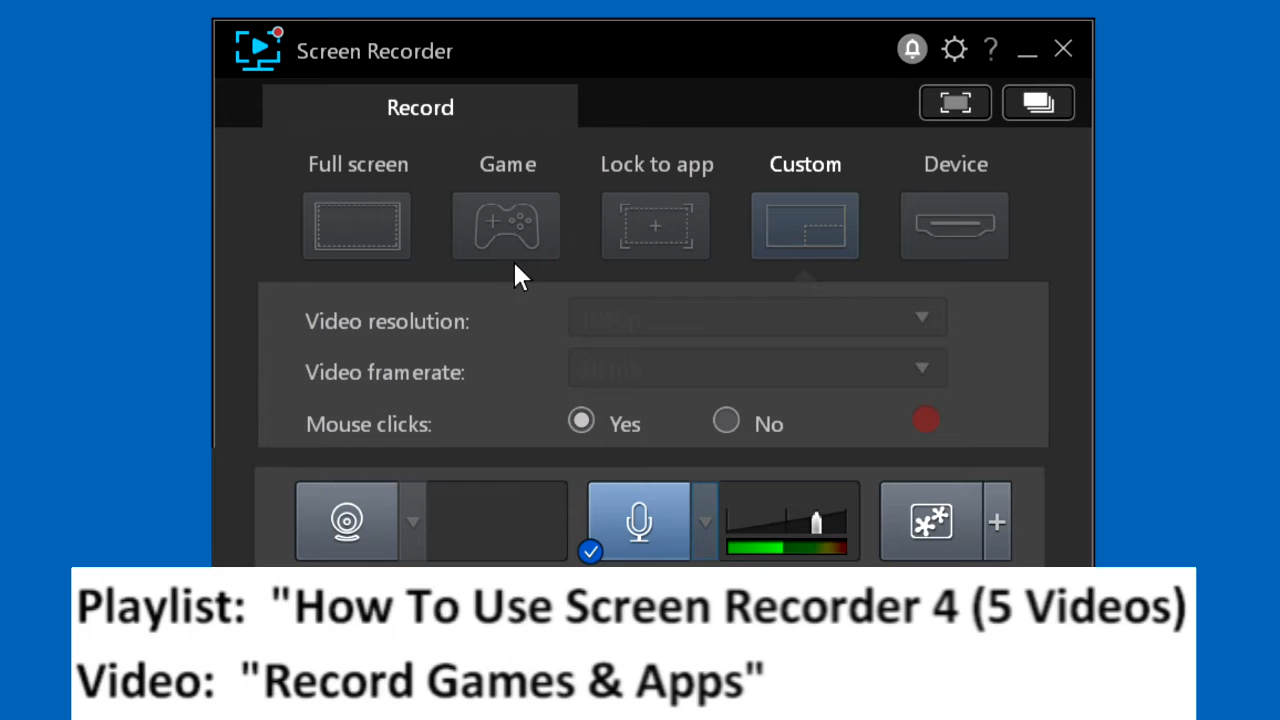 Screen Recorder
Record
Full screen Game Lock to app Custom Device
Video resolution:
Video framerate:
Mouse clicks: Yes No
Playlist: "How To Use Screen Recorder 4 (5 Videos)
Video: "Record Games & Apps"